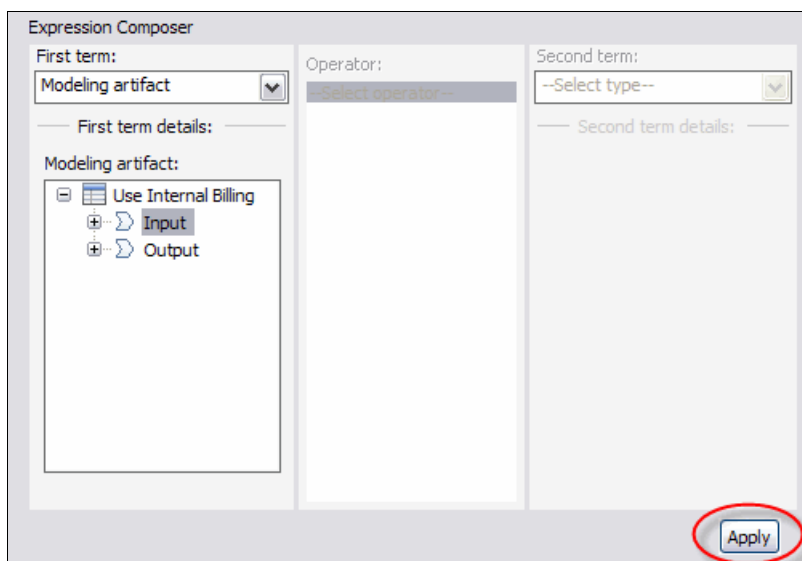 Expression Composer
First term:
Modeling artifact
First term details:
Modeling artifact:
Use Internal Billing
Input
Output
Operator:
--Select operator--
Second term:
--Select type--
Second term details:
Apply